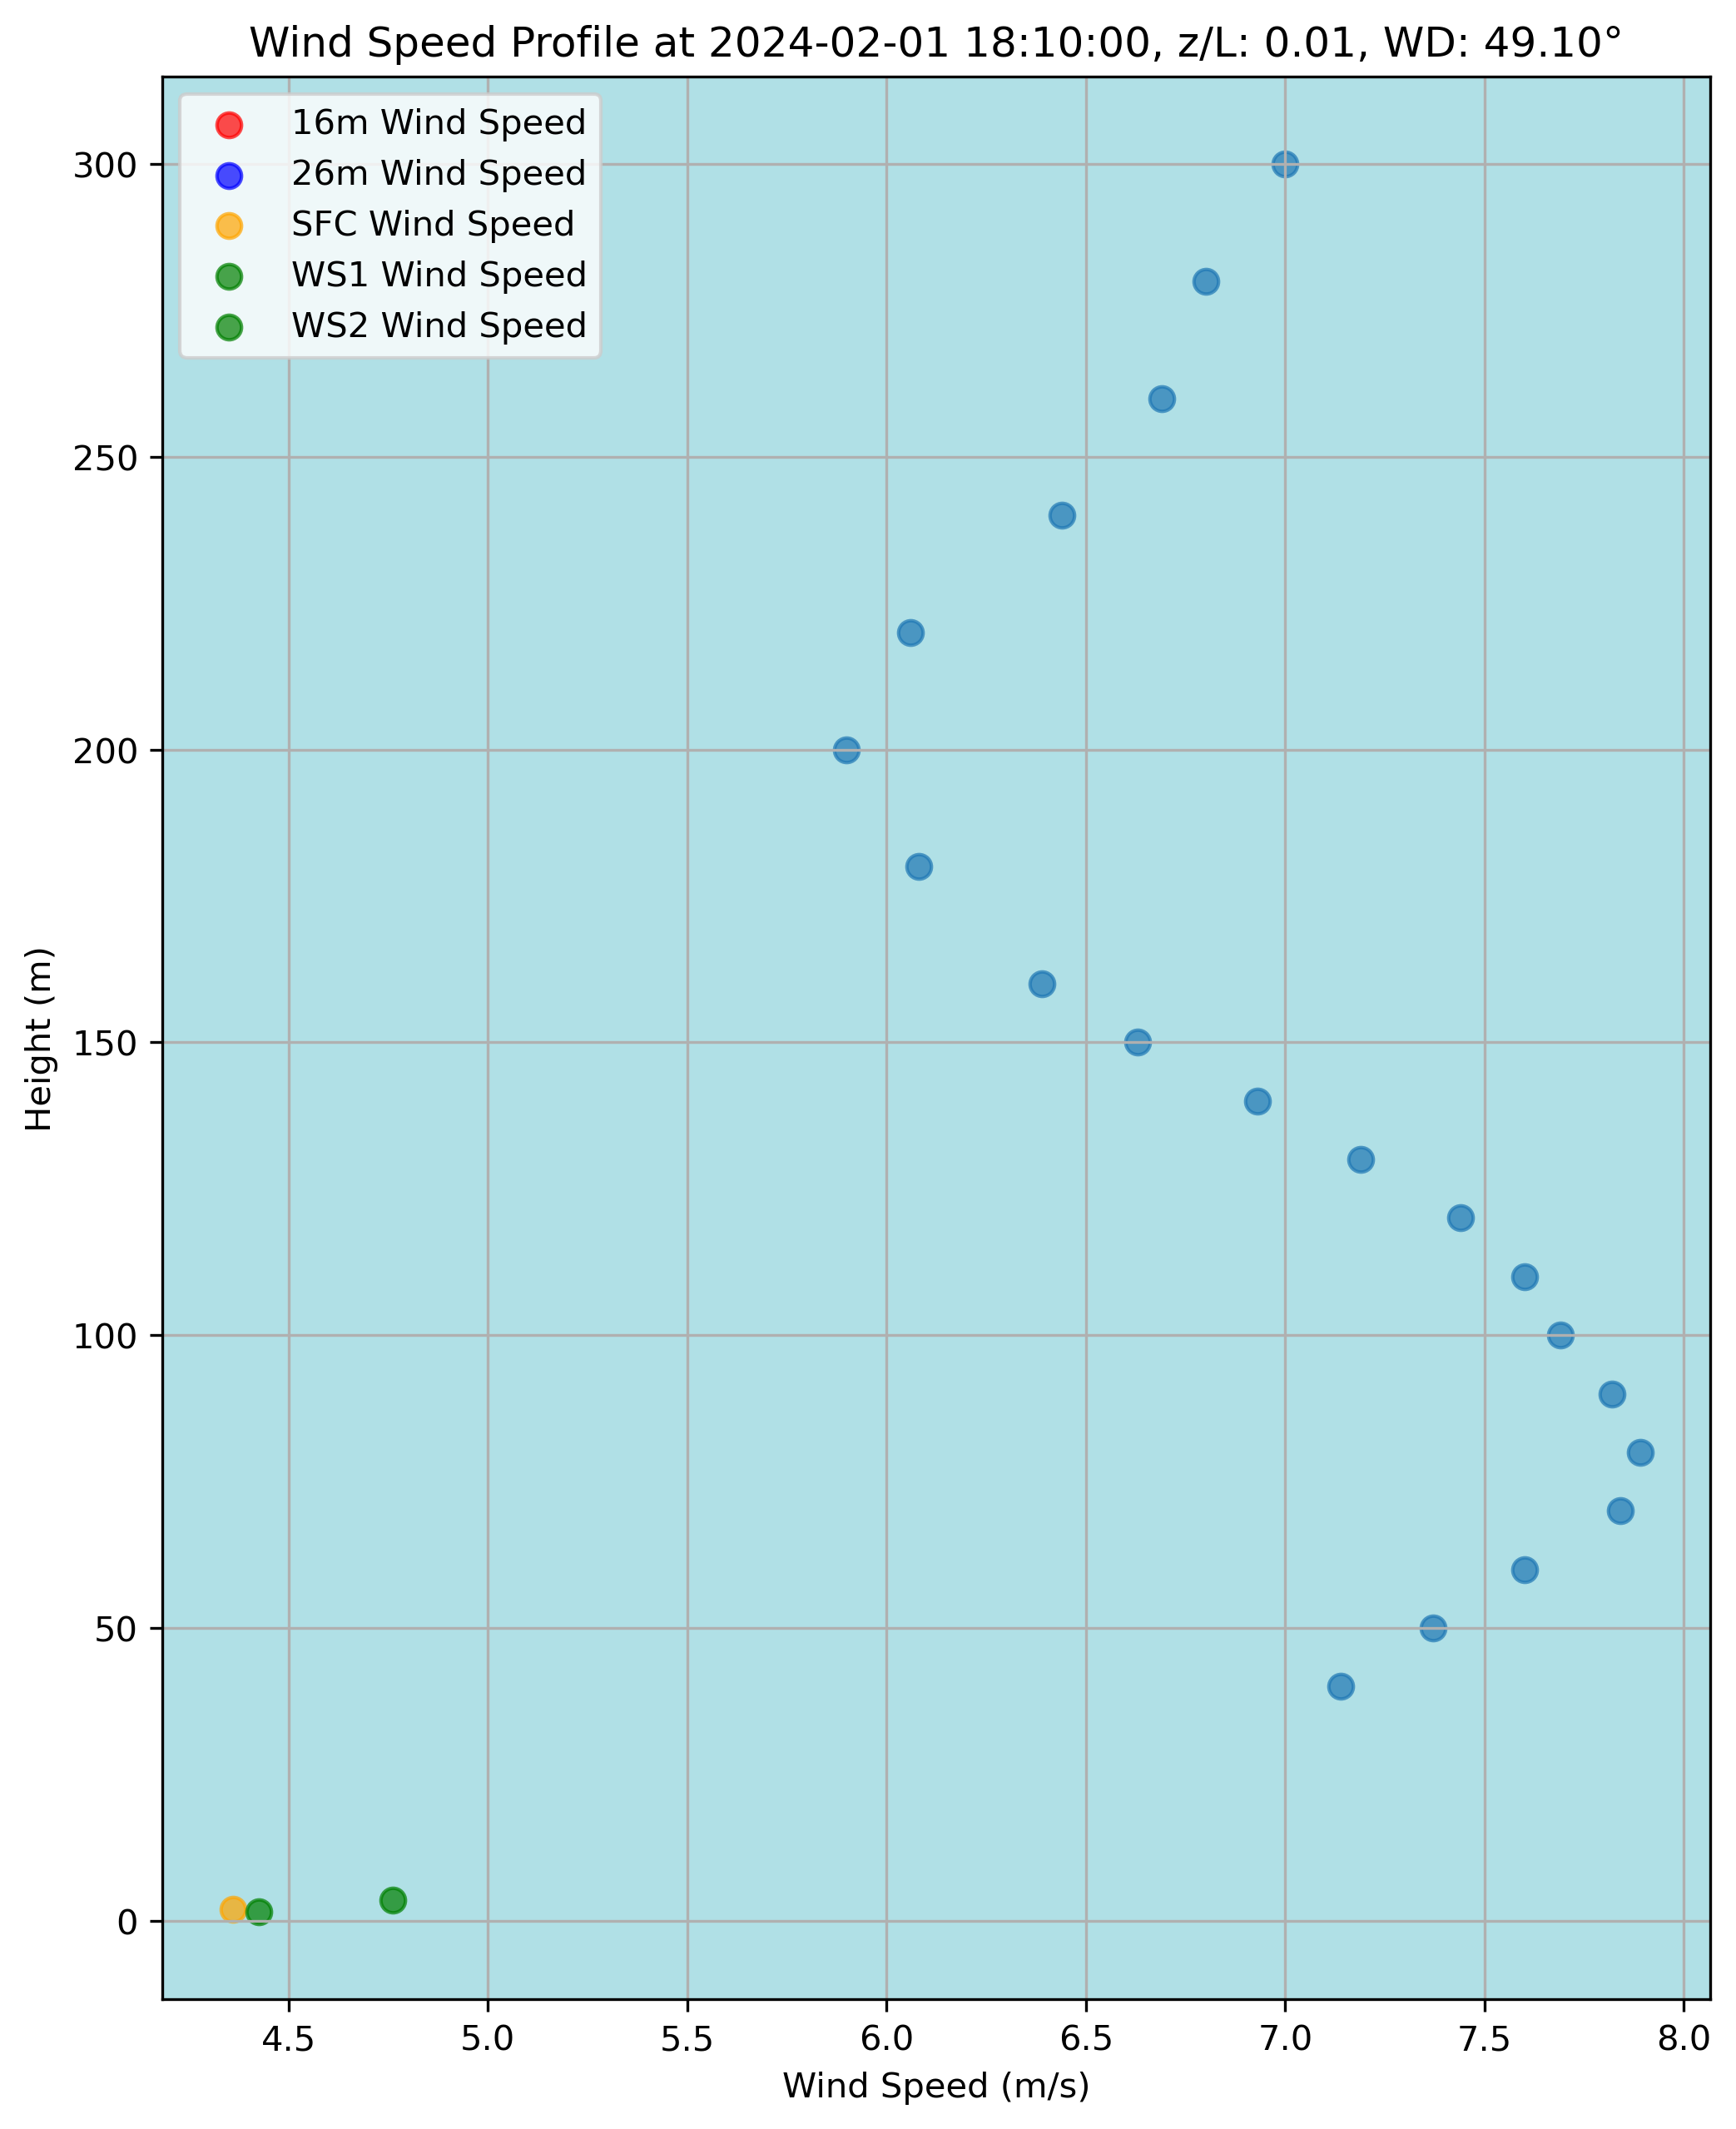 Wind Speed Profile at 2024-02-01 18:10:00, z/L: 0.01, WD: 49.10°
16m Wind Speed
26m Wind Speed
SFC Wind Speed
WS1 Wind Speed
WS2 Wind Speed
300
250
200
150
100
50
0
Height (m)
4.5 5.0 5.5 6.0 6.5 7.0 7.5 8.0
Wind Speed (m/s)